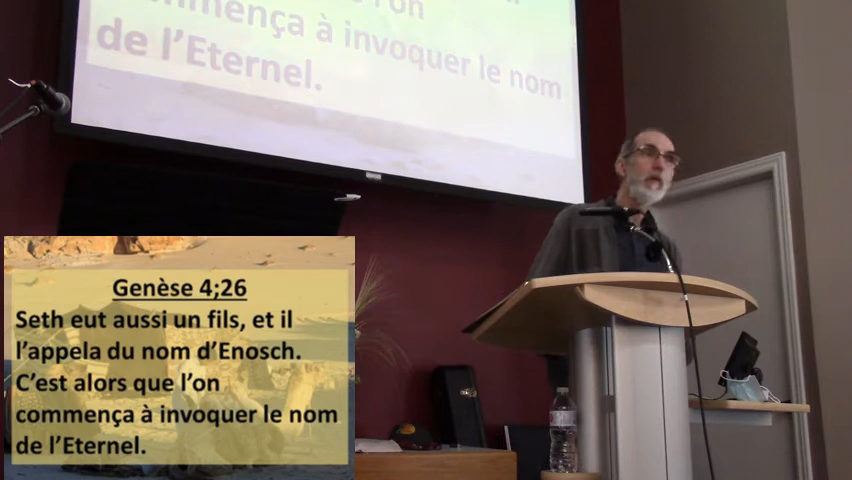 l'on
commença à invoquer le nom
de l'Eternel.
Genèse 4;26
Seth eut aussi un fils, et il
l'appela du nom d'Enosch.
C'est alors que l'on
commença à invoquer le nom
de l'Eternel.